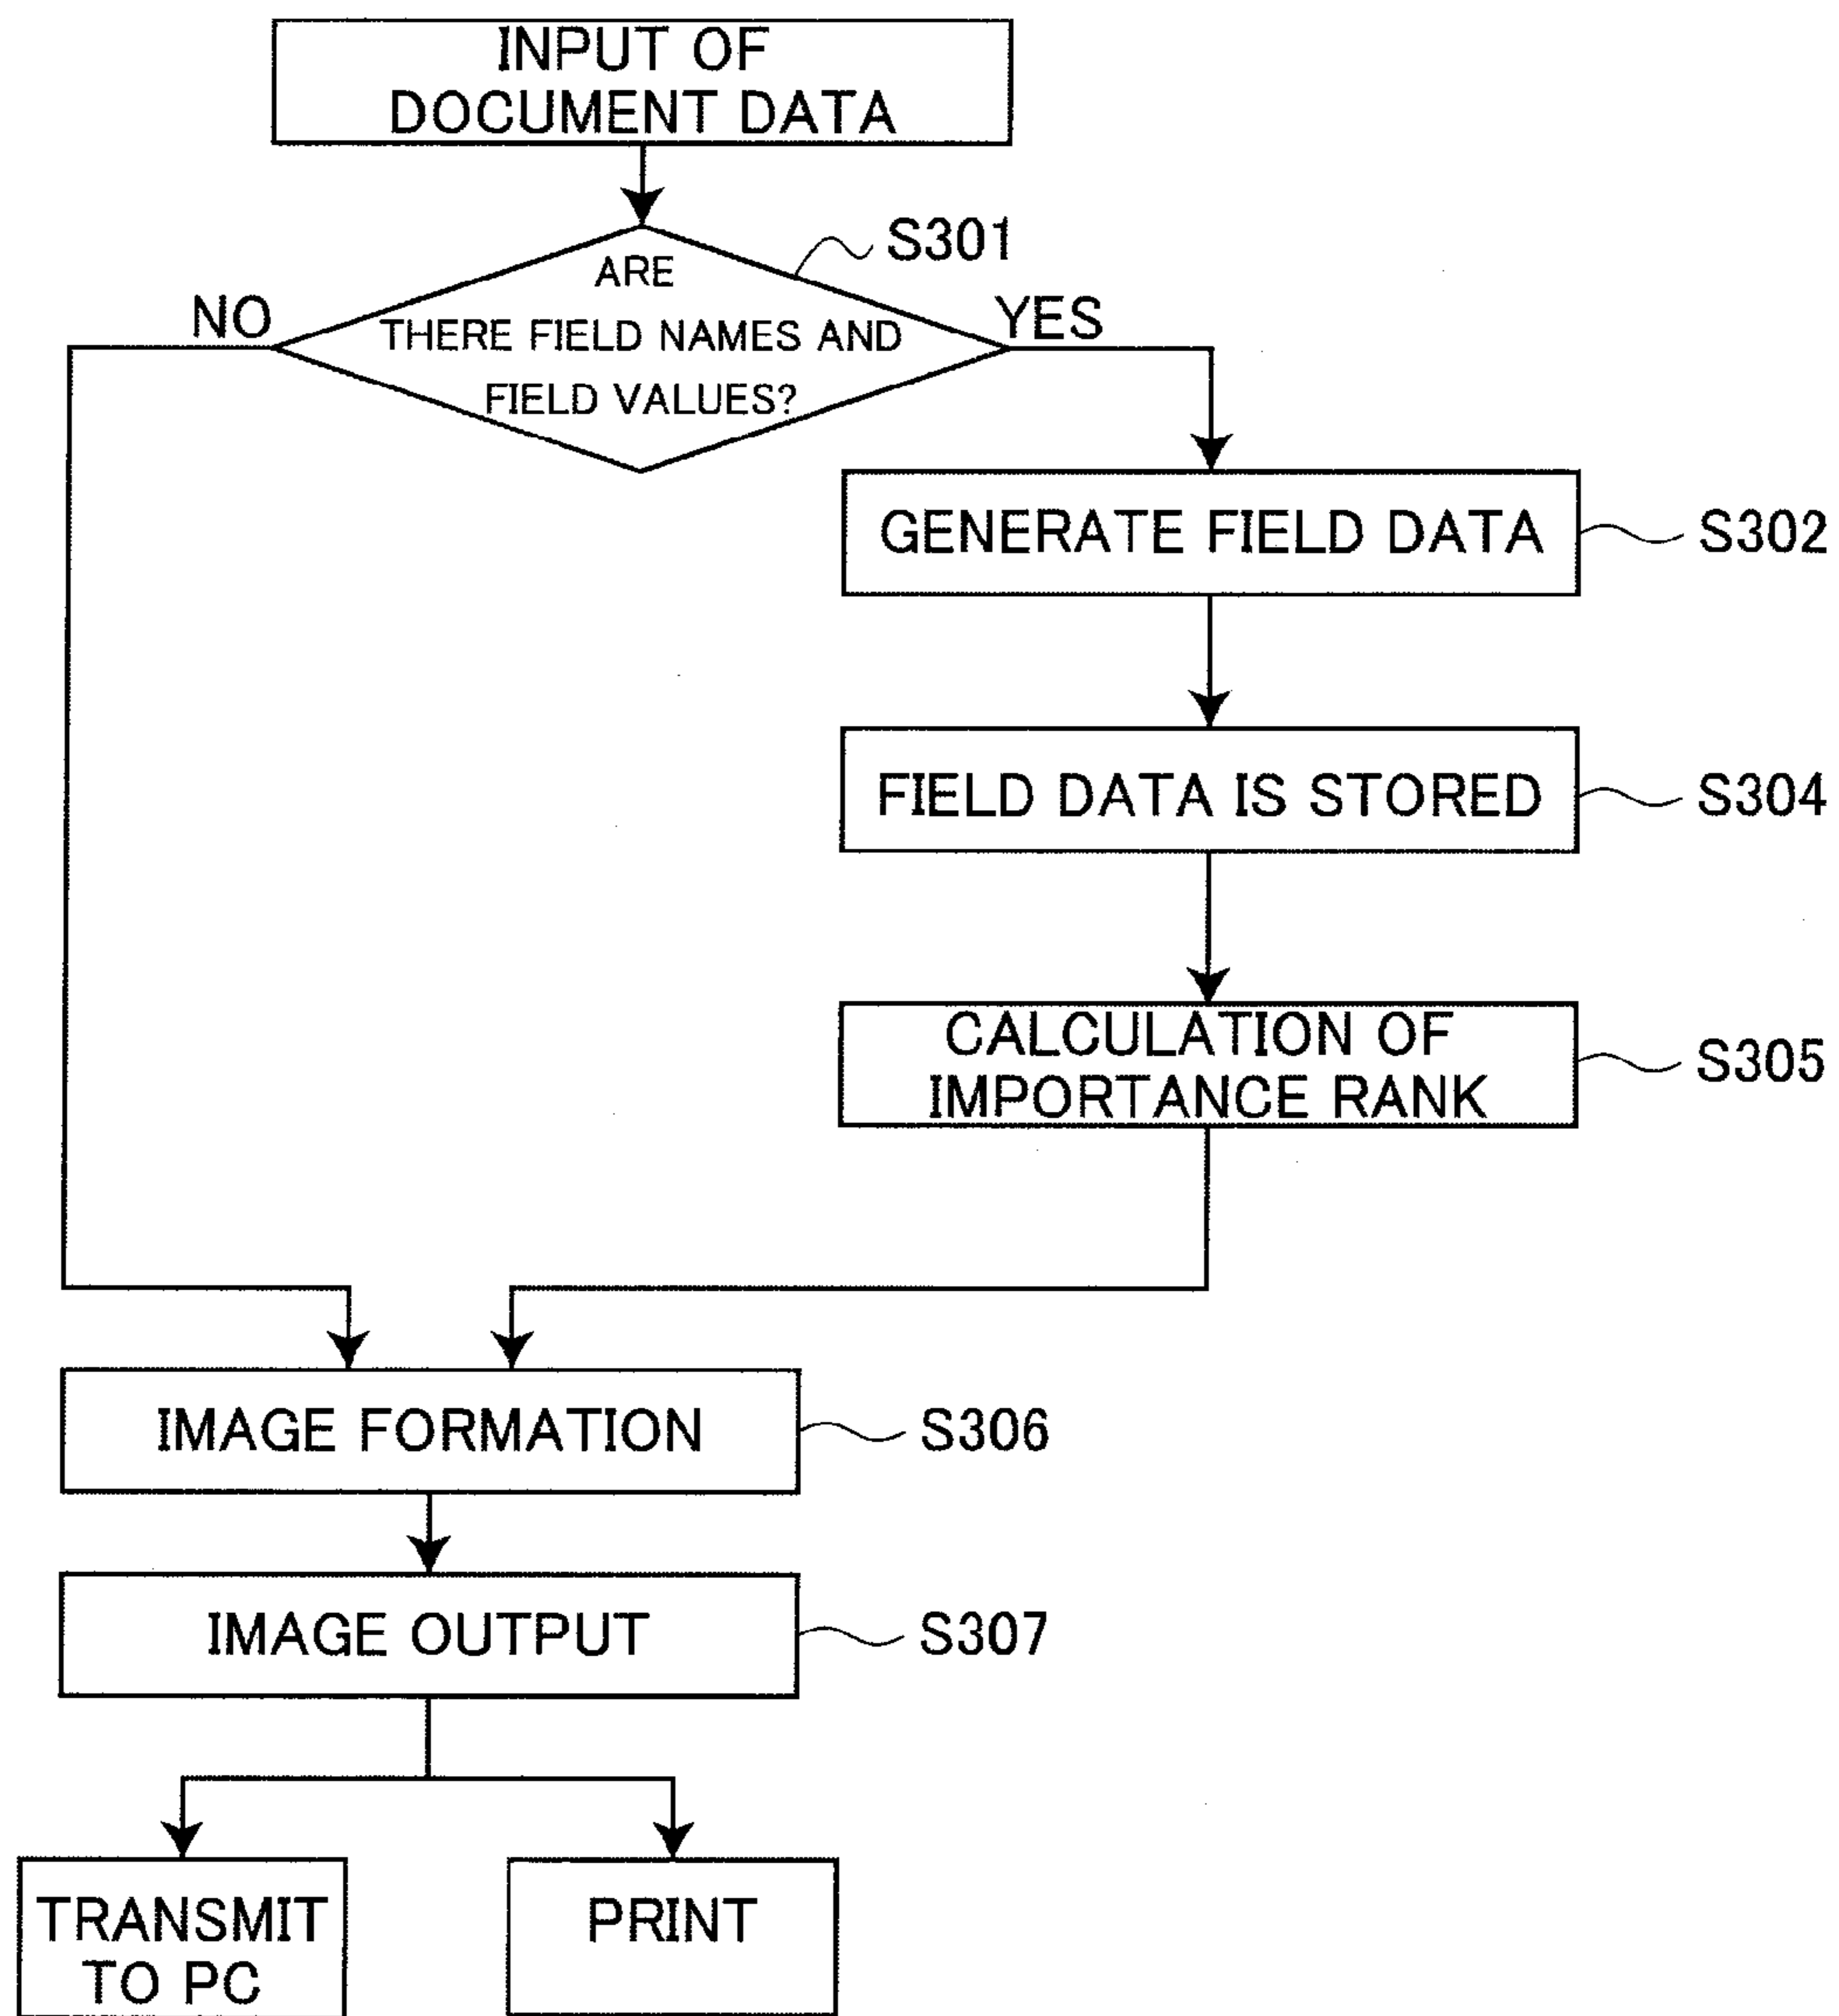 INPUT OF
DOCUMENT DATA
S301
ARE
THERE FIELD NAMES AND
FIELD VALUES?
NO
YES
GENERATE FIELD DATA
S302
FIELD DATA IS STORED
S304
CALCULATION OF
IMPORTANCE RANK
S305
IMAGE FORMATION
S306
IMAGE OUTPUT
S307
TRANSMIT
TO PC
PRINT